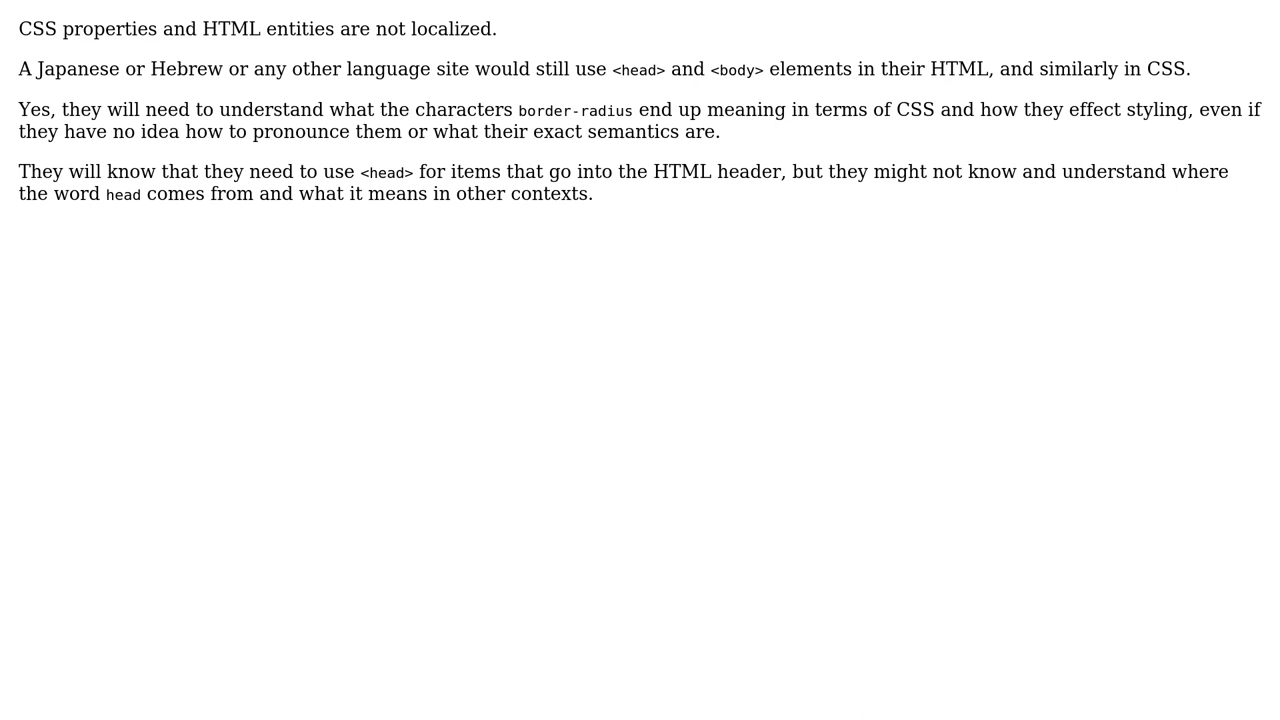 CSS properties and HTML entities are not localized.
A Japanese or Hebrew or any other language site would still use <head> and <body> elements in their HTML, and similarly in CSS.
Yes, they will need to understand what the characters border-radius end up meaning in terms of CSS and how they effect styling, even if
they have no idea how to pronounce them or what their exact semantics are.
They will know that they need to use <head> for items that go into the HTML header, but they might not know and understand where
the word head comes from and what it means in other contexts.